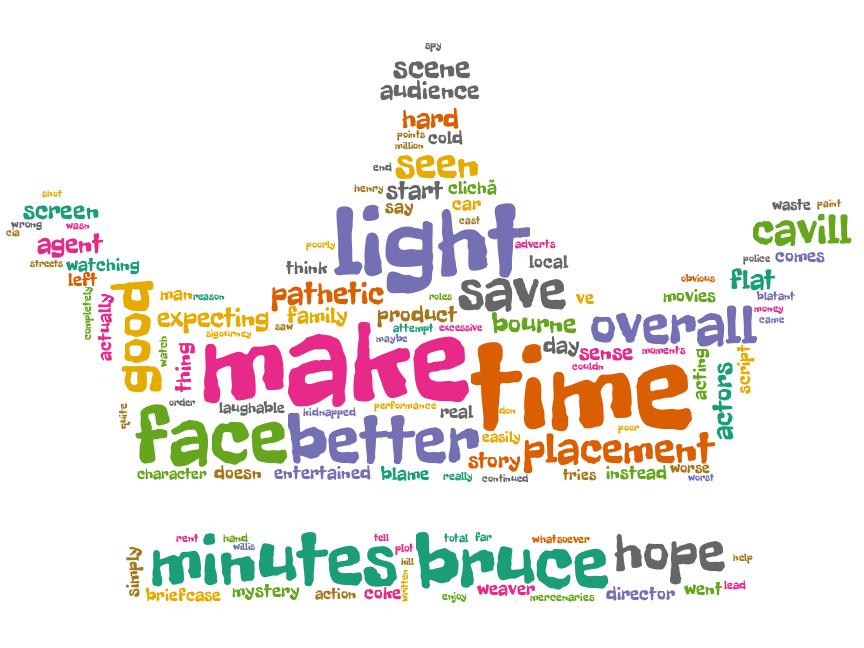 spy
scene
audience
hard
points cold
million
end seen
henry start clichã
say car
cast
shot
screen
wrong wasn
cia
agent
streets watching
left
waste paint
cavill
police comes
obvious flat
movies blatant
money
came
poorly light adverts
think local
pathetic save ve
completely actually good man reason
expecting family product roles
sigourney saw attempt excessive bourne overall
maybe
watch thing make time day sense moments
couldn
acting actors script
quite order laughable kidnapped performance real don
face better easily poor
story placement
character doesn entertained blame really continued tries instead worse
worst
rent hand tell total far whatsoever
willis plot
simply minutes kill bruce hope help
briefcase mystery action coke written enjoy weaver mercenaries director went lead